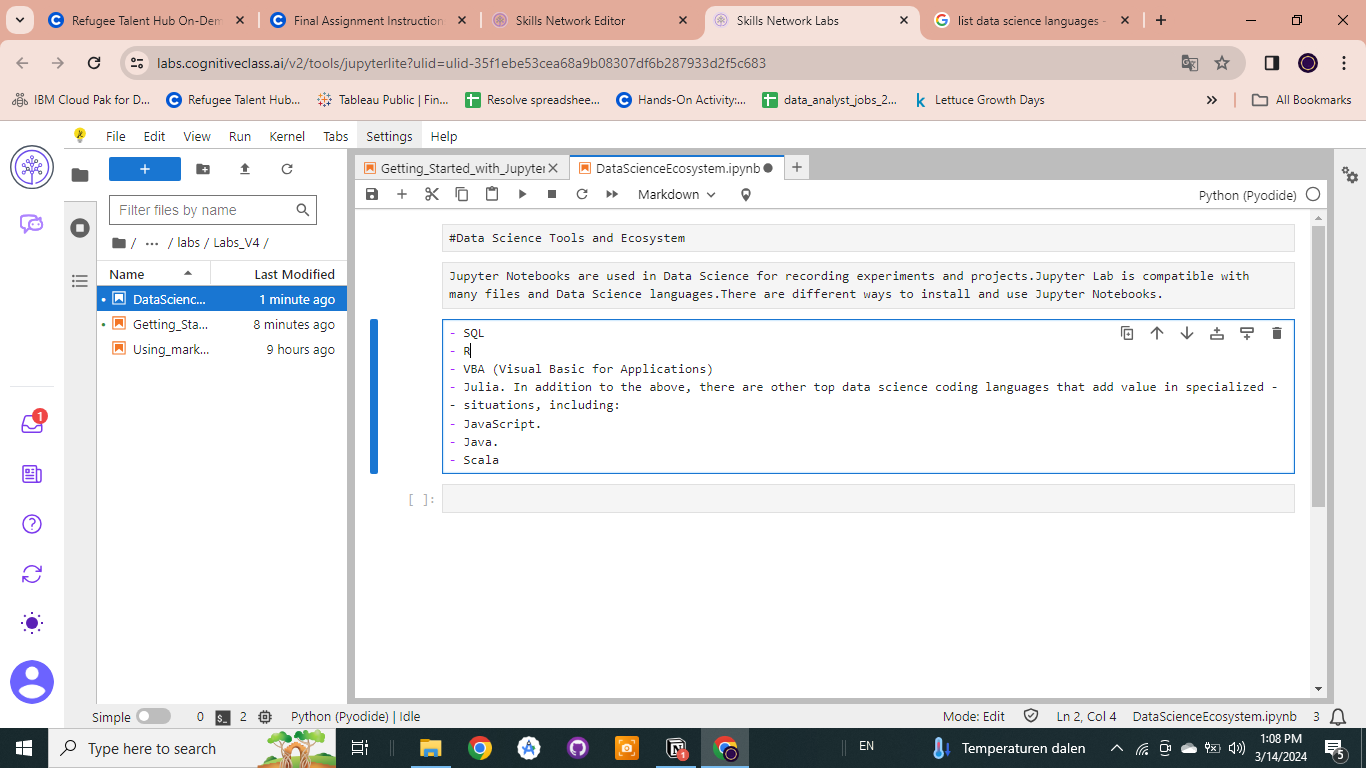 Refugee Talent Hub On-Dem
Final Assignment Instruction
Skills Network Editor
Skills Network Labs
list data science languages -
labs.cognitiveclass.ai/v2/tools/jupyterlite?ulid=ulid-35f1ebe53cea68a9b08307df6b287933d2f5c683
IBM Cloud Pak for D...
Refugee Talent Hub...
Tableau Public | Fin...
Resolve spreadshee...
Hands-On Activity:...
data_analyst_jobs_2...
Lettuce Growth Days
All Bookmarks
File Edit View Run Kernel Tabs Settings Help
Getting_Started_with_Jupyter
DataScienceEcosystem.ipynb
Filter files by name
Markdown
Python (Pyodide)
/ ... / labs / Labs_V4 /
Name Last Modified
DataScienc... 1 minute ago
Getting_Sta... 8 minutes ago
Using_mark... 9 hours ago
#Data Science Tools and Ecosystem
Jupyter Notebooks are used in Data Science for recording experiments and projects.Jupyter Lab is compatible with
many files and Data Science languages.There are different ways to install and use Jupyter Notebooks.
- SQL
- R
- VBA (Visual Basic for Applications)
- Julia. In addition to the above, there are other top data science coding languages that add value in specialized -
- situations, including:
- JavaScript.
- Java.
- Scala
[ ]:
1
Simple 0 2 Python (Pyodide) | Idle
Mode: Edit Ln 2, Col 4 DataScienceEcosystem.ipynb 3
Type here to search
1
EN
Temperaturen dalen
1:08 PM
3/14/2024
5